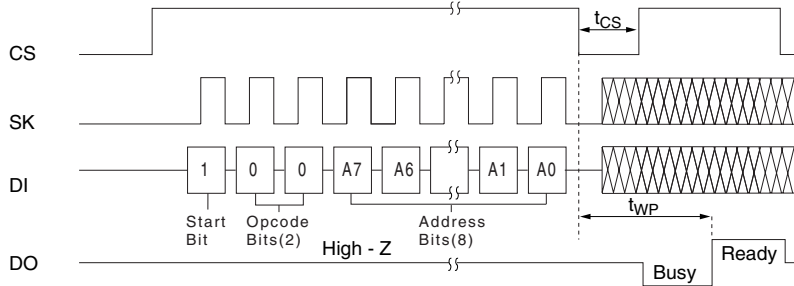 CS
tCS
SK
DI
1 0 0 A7 A6 A1 A0
Start Bit
Opcode Bits(2)
Address Bits(8)
tWP
DO
High - Z
Busy
Ready